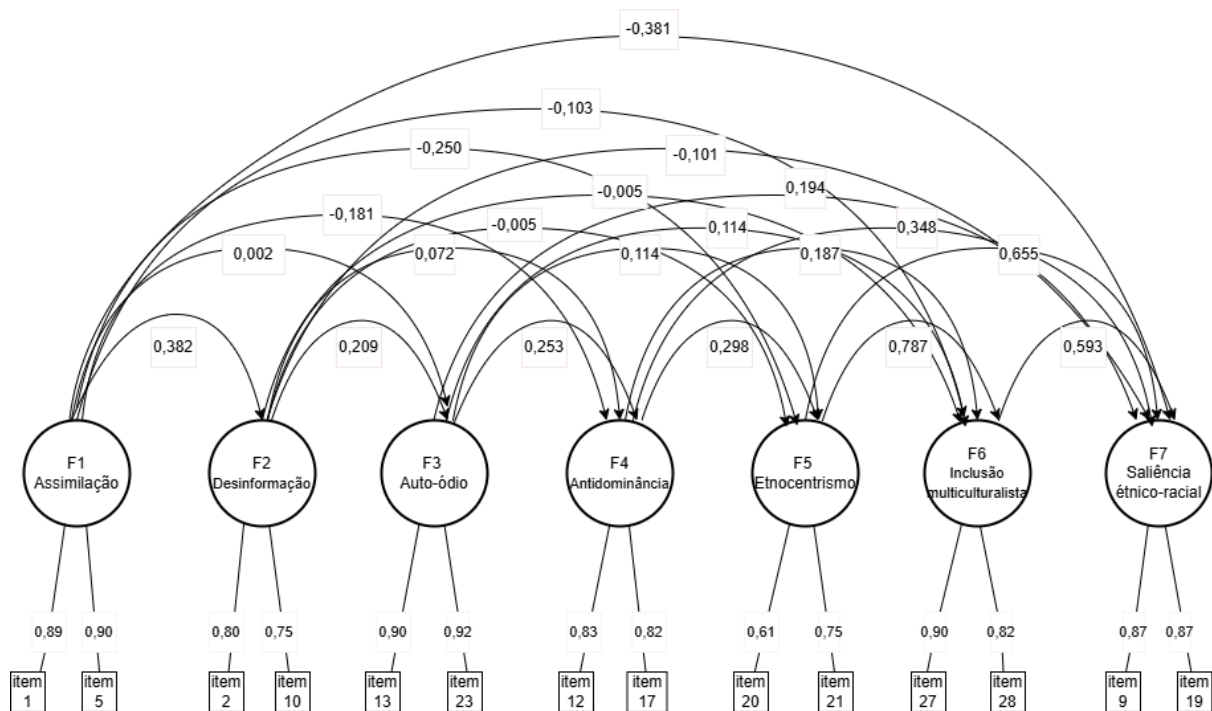 -0,381
-0,103
-0,250
-0,101
0,194
-0,005
-0,181
-0,005
0,114
0,348
0,002
0,072
0,114
0,187
0,655
0,382
0,209
0,253
0,298
0,787
0,593
F1
Assimilação
F2
Desinformação
F3
Auto-ódio
F4
Antidominância
F5
Etnocentrismo
F6
Inclusão
multiculturalista
F7
Saliência
étnico-racial
0,89
0,90
0,80
0,75
0,90
0,92
0,83
0,82
0,61
0,75
0,90
0,82
0,87
0,87
item
1
item
5
item
2
item
10
item
13
item
23
item
12
item
17
item
20
item
21
item
27
item
28
item
9
item
19